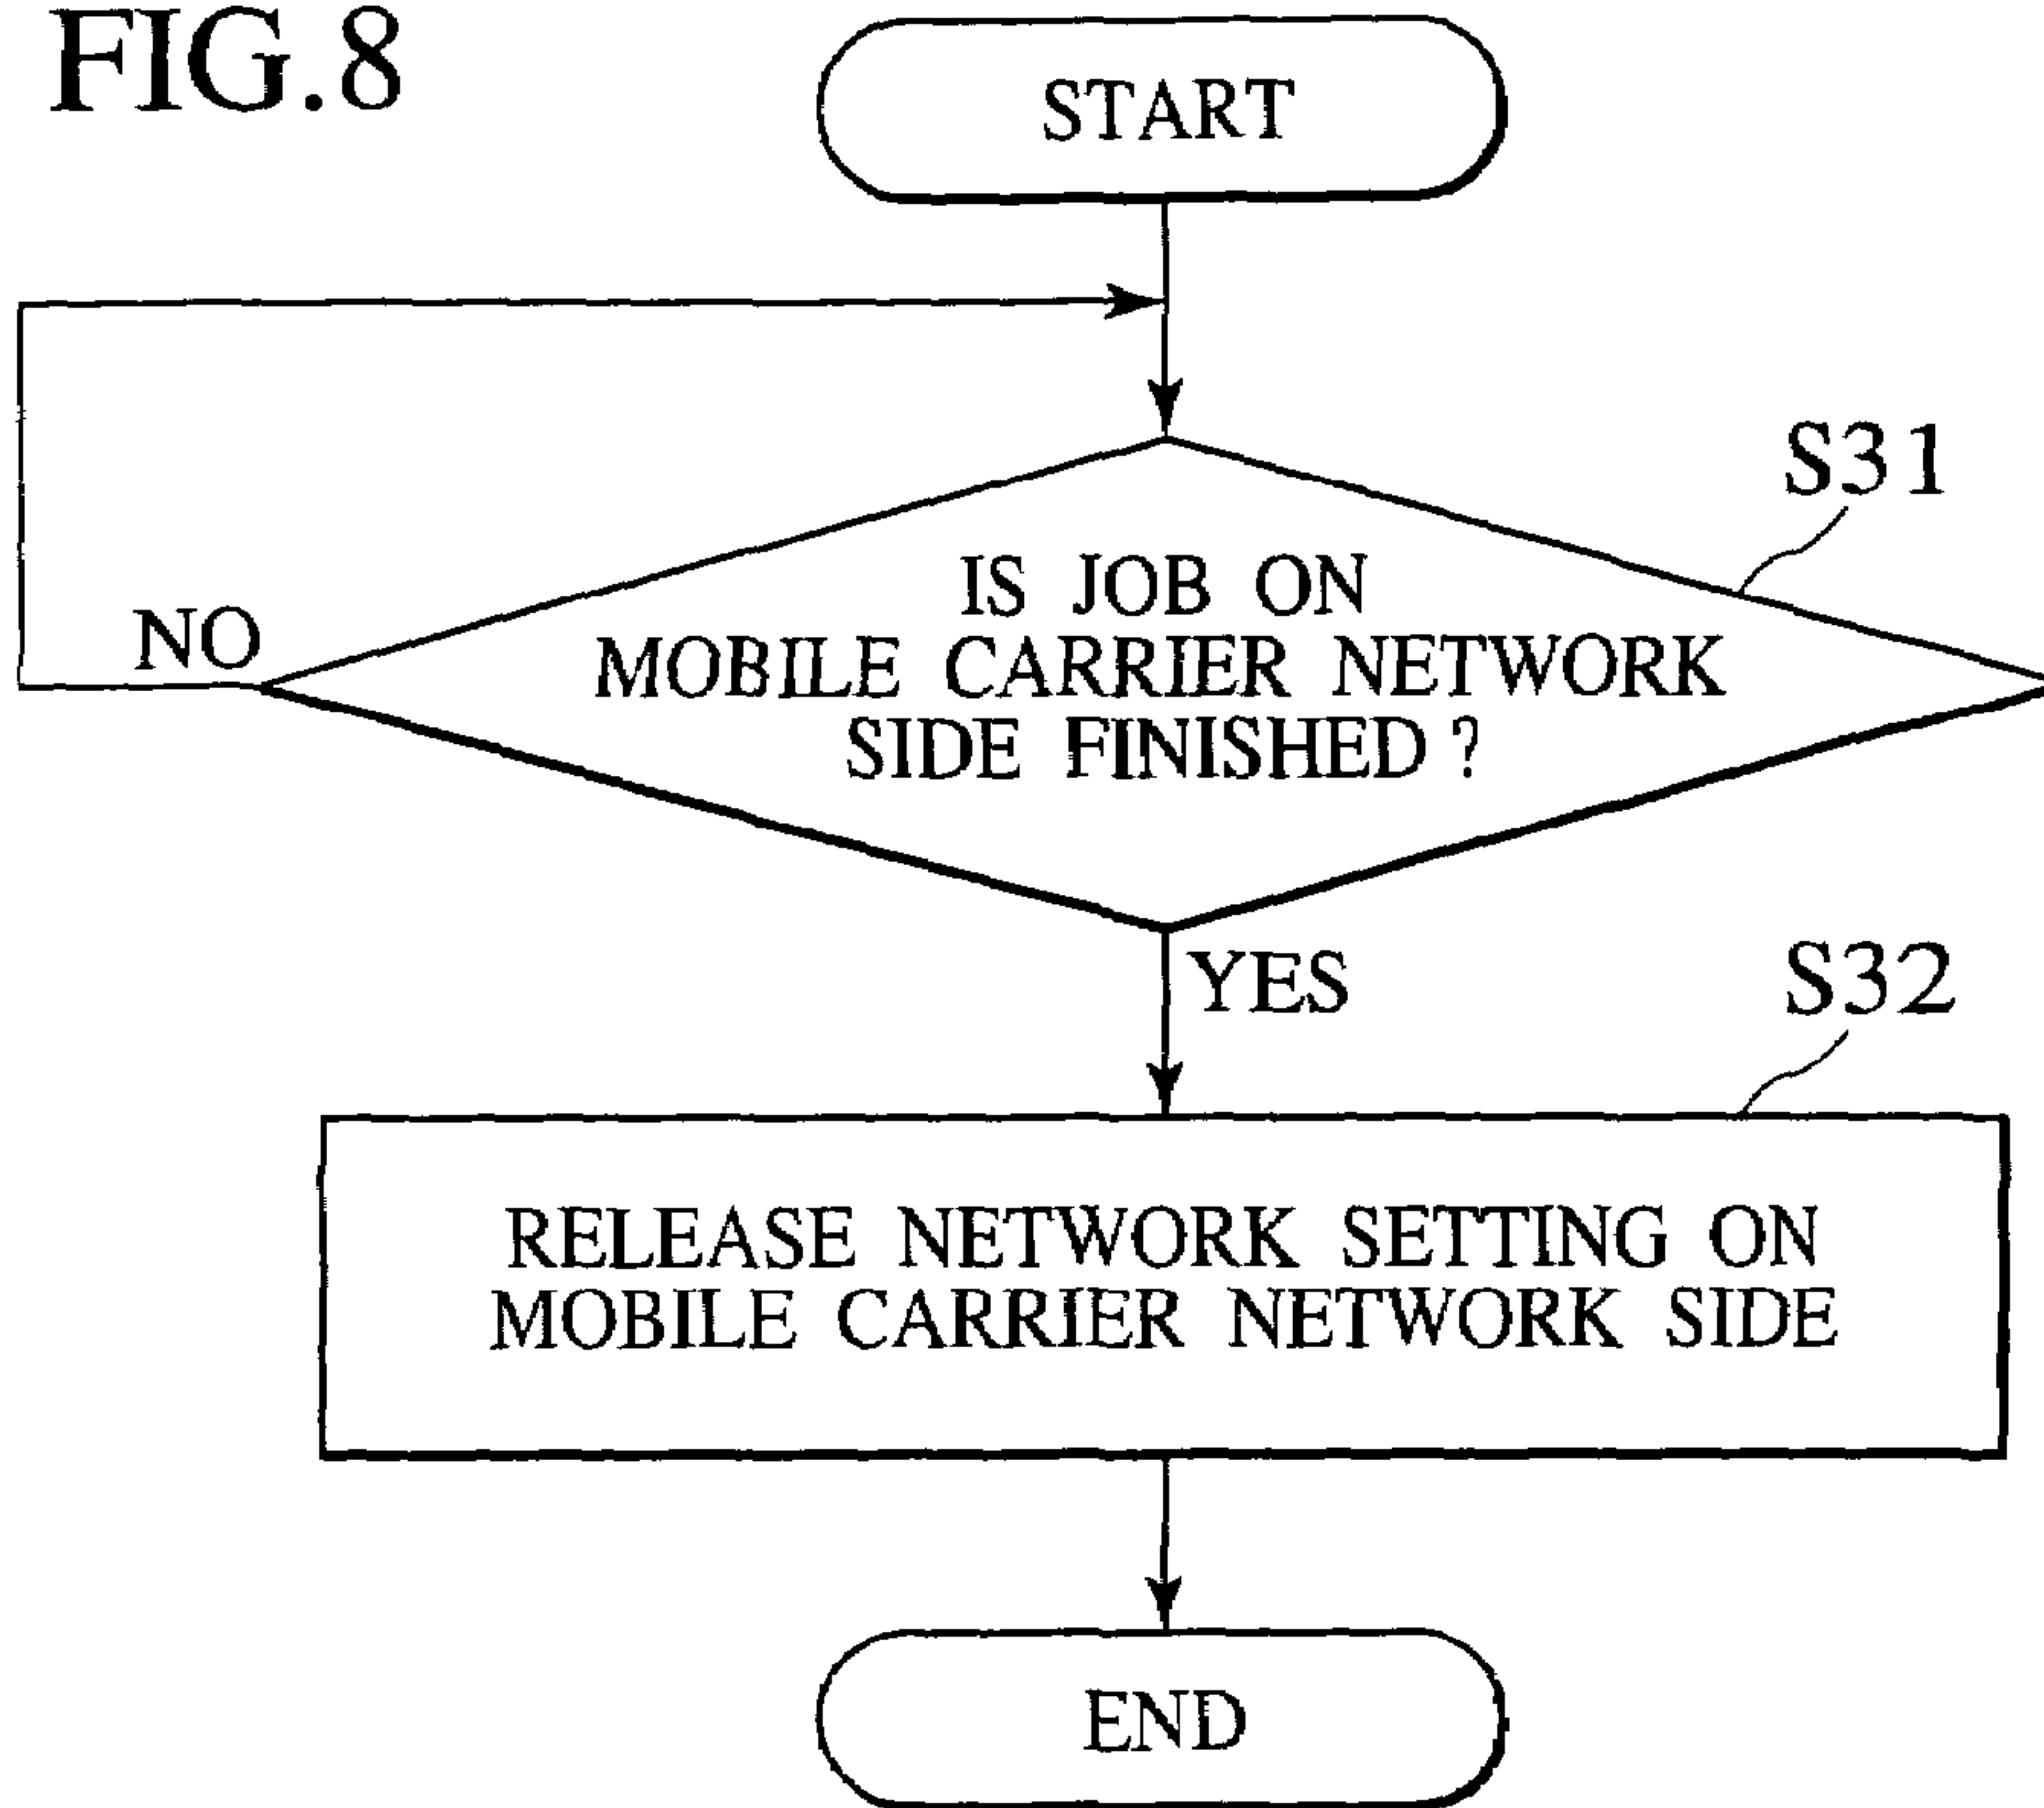 FIG.8
START
S31
IS JOB ON
MOBILE CARRIER NETWORK
SIDE FINISHED ?
NO
YES
S32
RELEASE NETWORK SETTING ON
MOBILE CARRIER NETWORK SIDE
END